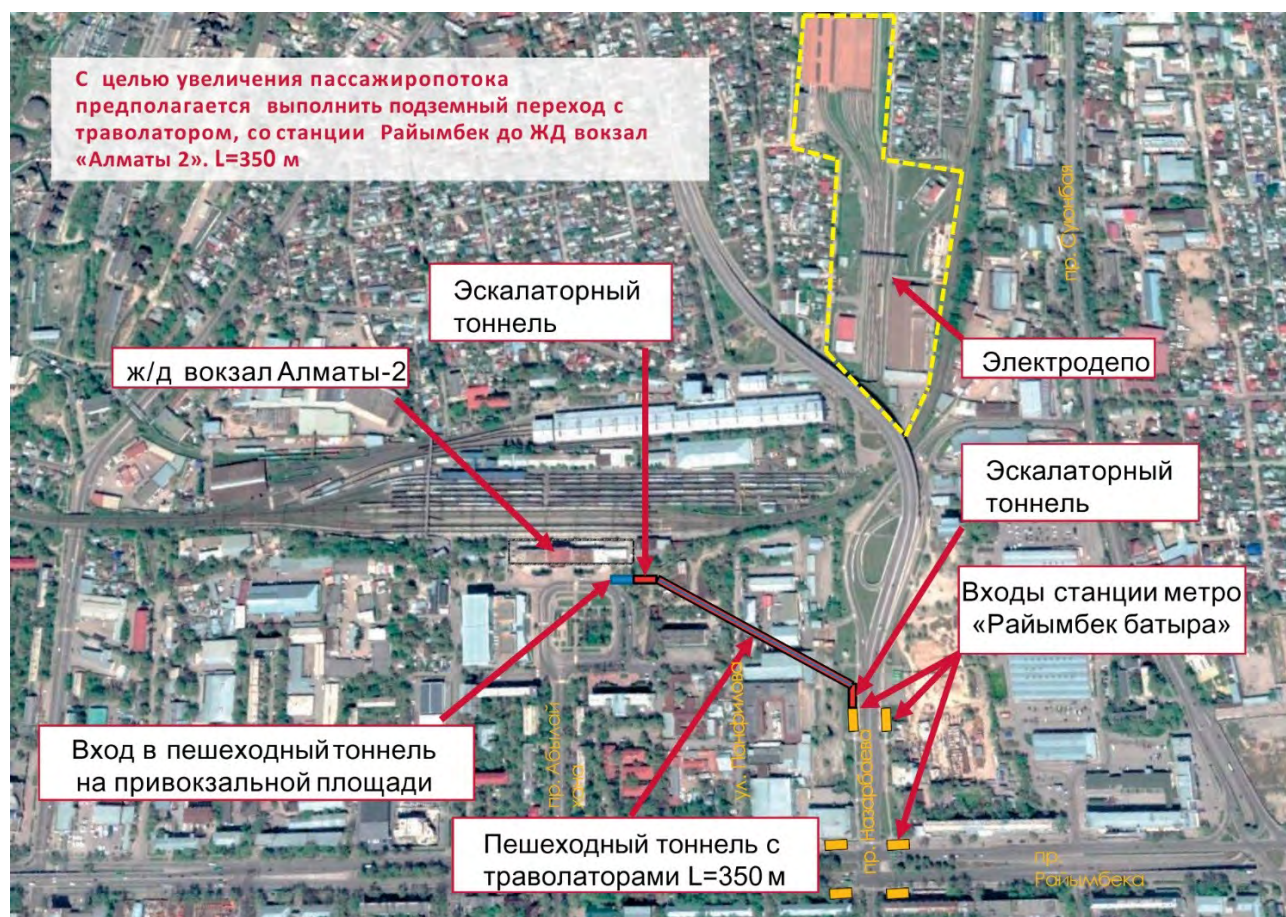 С целью увеличения пассажиропотока
предполагается выполнить подземный переход с
траволатором, со станции Райымбек до ЖД вокзал
«Алматы 2». L=350 м
пр. Суюнбая
Эскалаторный
тоннель
ж/д вокзал Алматы-2
Электродепо
Эскалаторный
тоннель
Входы станции метро
«Райымбек батыра»
Вход в пешеходный тоннель
на привокзальной площади
пр. Абылай
хана
ул. Панфилова
пр. Назарбаева
Пешеходный тоннель с
траволаторами L=350 м
пр.
Райымбека